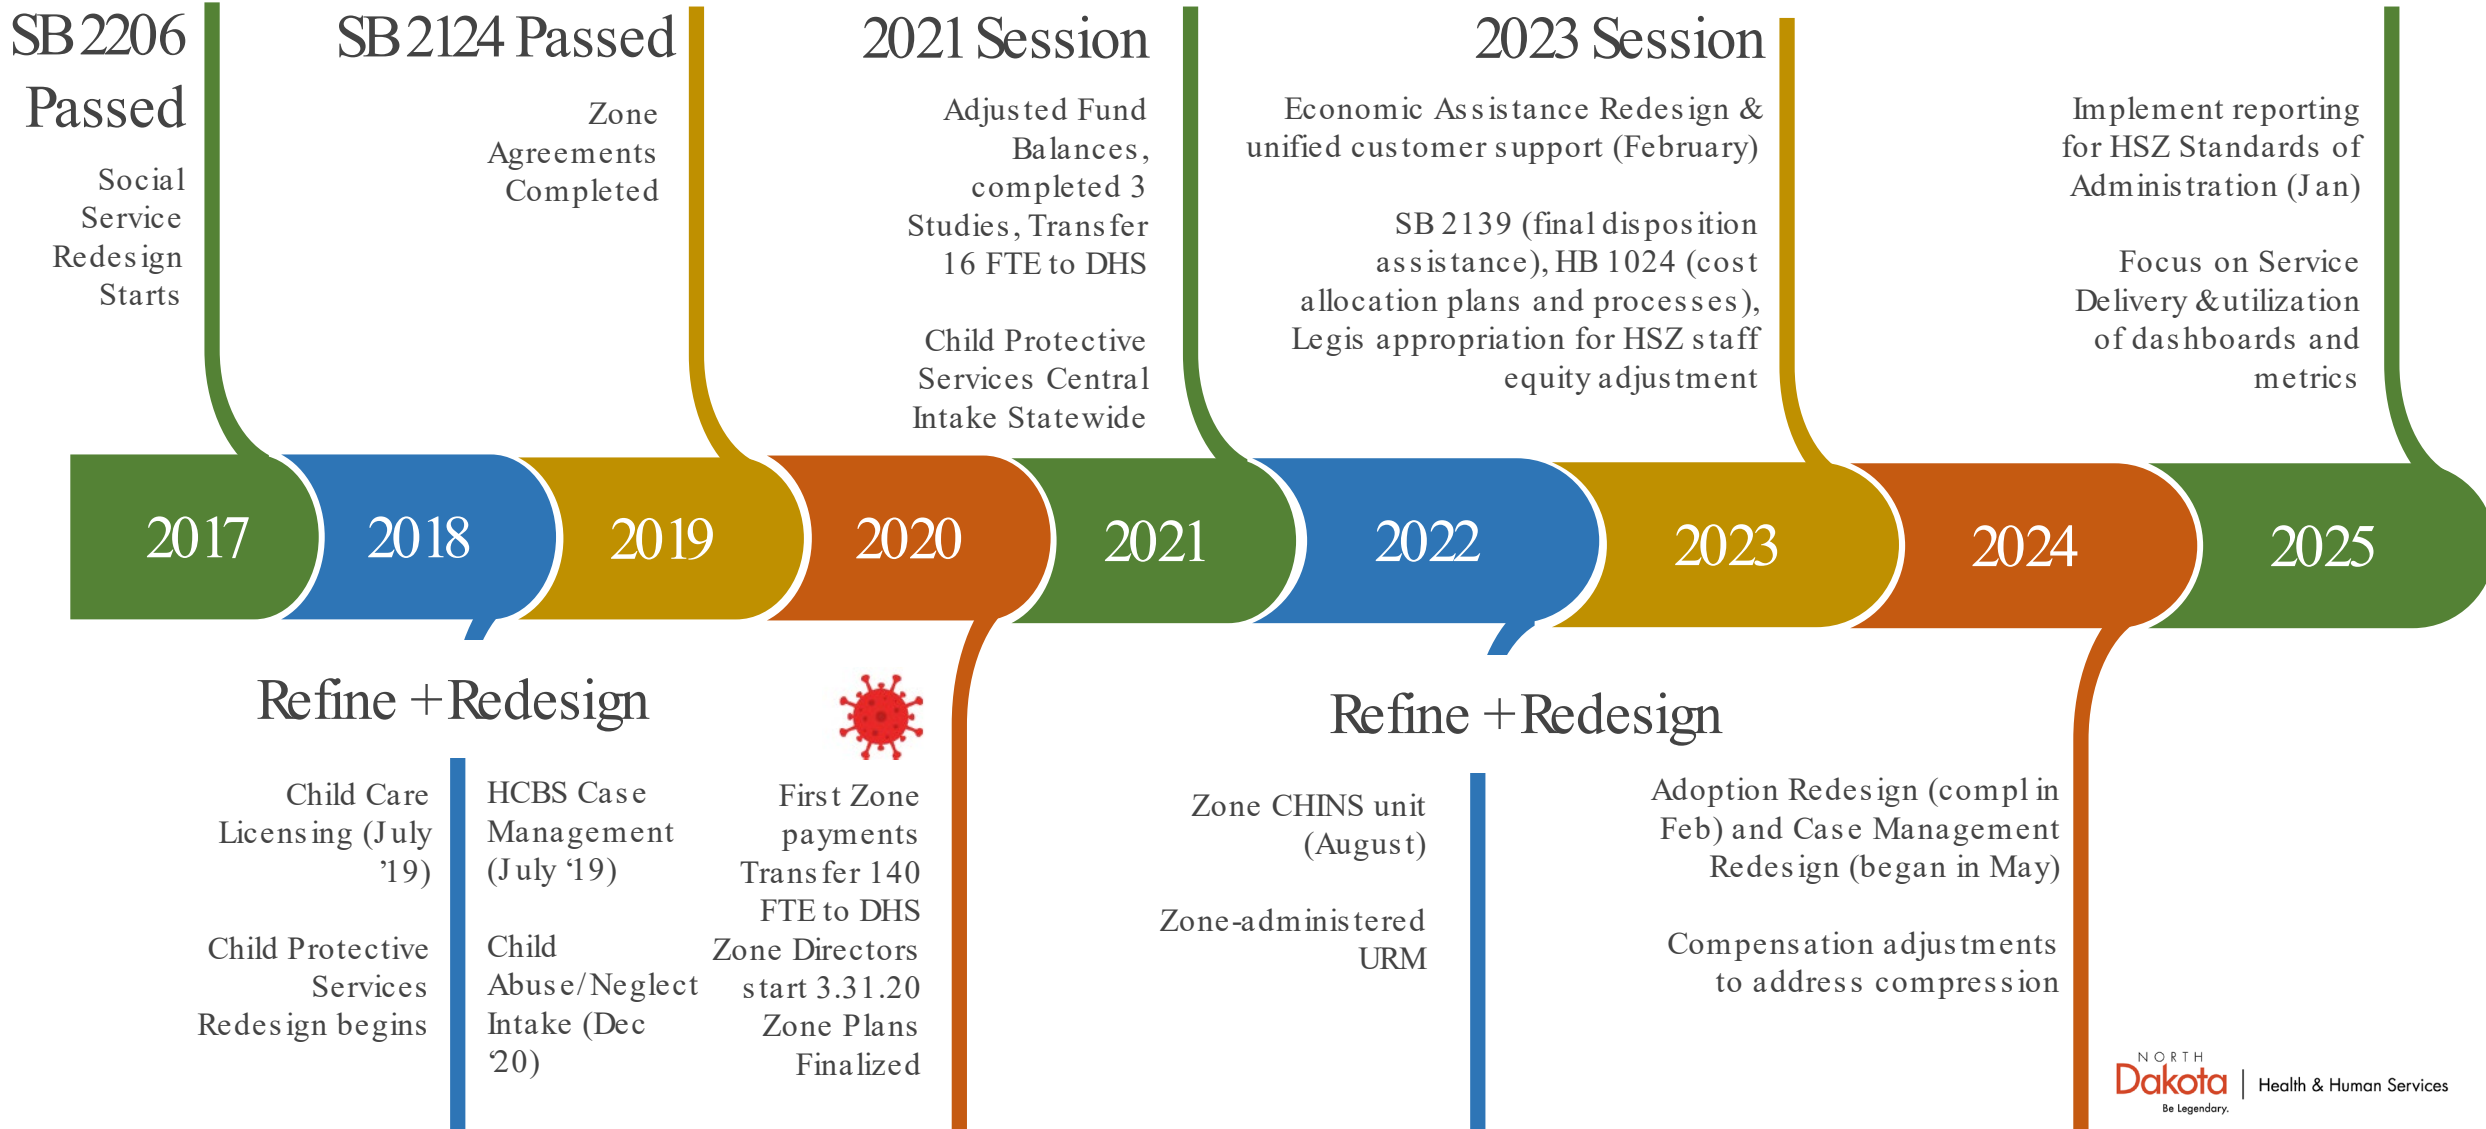 SB 2206
Passed
Social
Service
Redesign
Starts
SB 2124 Passed
Zone
Agreements
Completed
2021 Session
Adjusted Fund
Balances,
completed 3
Studies, Transfer
16 FTE to DHS
Child Protective
Services Central
Intake Statewide
2023 Session
Economic Assistance Redesign &
unified customer support (February)
SB 2139 (final disposition
assistance), HB 1024 (cost
allocation plans and processes),
Legis appropriation for HSZ staff
equity adjustment
Implement reporting
for HSZ Standards of
Administration (Jan)
Focus on Service
Delivery & utilization
of dashboards and
metrics
2017
2018
2019
2020
2021
2022
2023
2024
2025
Refine + Redesign
Child Care
Licensing (July
’19)
Child Protective
Services
Redesign begins
HCBS Case
Management
(July ‘19)
Child
Abuse/Neglect
Intake (Dec
‘20)
First Zone
payments
Transfer 140
FTE to DHS
Zone Directors
start 3.31.20
Zone Plans
Finalized
Refine + Redesign
Zone CHINS unit
(August)
Zone-administered
URM
Adoption Redesign (compl in
Feb) and Case Management
Redesign (began in May)
Compensation adjustments
to address compression
NORTH
Dakota
Be Legendary.
Health & Human Services